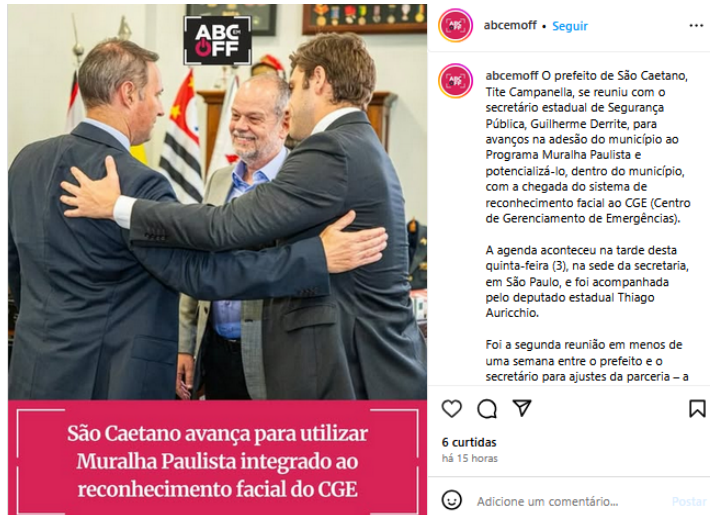 ABC
EM
OFF
São Caetano avança para utilizar
Muralha Paulista integrado ao
reconhecimento facial do CGE
abcemoff • Seguir
abcemoff O prefeito de São Caetano,
Tite Campanella, se reuniu com o
secretário estadual de Segurança
Pública, Guilherme Derrite, para
avanços na adesão do município ao
Programa Muralha Paulista e
potencializá-lo, dentro do município,
com a chegada do sistema de
reconhecimento facial ao CGE (Centro
de Gerenciamento de Emergências).
A agenda aconteceu na tarde desta
quinta-feira (3), na sede da secretaria,
em São Paulo, e foi acompanhada
pelo deputado estadual Thiago
Auricchio.
Foi a segunda reunião em menos de
uma semana entre o prefeito e o
secretário para ajustes da parceria – a
6 curtidas
há 15 horas
Adicione um comentário...
Postar